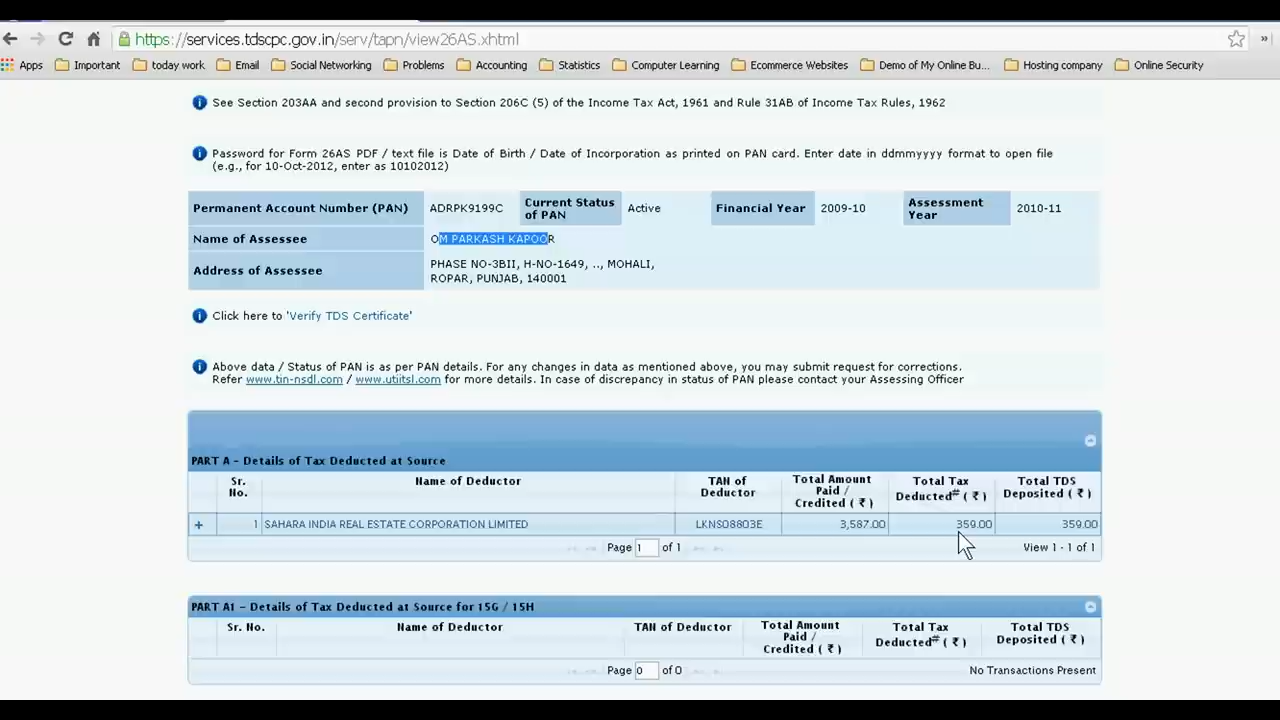 https://services.tdscpc.gov.in/serv/tapn/view26AS.xhtml
Apps Important today work Email Social Networking Problems Accounting Statistics Computer Learning Ecommerce Websites Demo of My Online Bu... Hosting company Online Security
See Section 203AA and second provision to Section 206C (5) of the Income Tax Act, 1961 and Rule 31AB of Income Tax Rules, 1962
Password for Form 26AS PDF / text file is Date of Birth / Date of Incorporation as printed on PAN card. Enter date in ddmmyyyy format to open file
(e.g., for 10-Oct-2012, enter as 10102012)
Permanent Account Number (PAN) ADRPK9199C Current Status of PAN Active Financial Year 2009-10 Assessment Year 2010-11
Name of Assessee OM PARKASH KAPOOR
Address of Assessee PHASE NO-3BII, H-NO-1649, .., MOHALI,
ROPAR, PUNJAB, 140001
Click here to 'Verify TDS Certificate'
Above data / Status of PAN is as per PAN details. For any changes in data as mentioned above, you may submit request for corrections.
Refer www.tin-nsdl.com / www.utiitsl.com for more details. In case of discrepancy in status of PAN please contact your Assessing Officer
PART A - Details of Tax Deducted at Source
Sr. No. Name of Deductor TAN of Deductor Total Amount Paid / Credited ( ₹ ) Total Tax Deducted# ( ₹ ) Total TDS Deposited ( ₹ )
+ 1 SAHARA INDIA REAL ESTATE CORPORATION LIMITED LKNS08803E 3,587.00 359.00 359.00
Page 1 of 1 View 1 - 1 of 1
PART A1 - Details of Tax Deducted at Source for 15G / 15H
Sr. No. Name of Deductor TAN of Deductor Total Amount Paid / Credited ( ₹ ) Total Tax Deducted# ( ₹ ) Total TDS Deposited ( ₹ )
Page 0 of 0 No Transactions Present